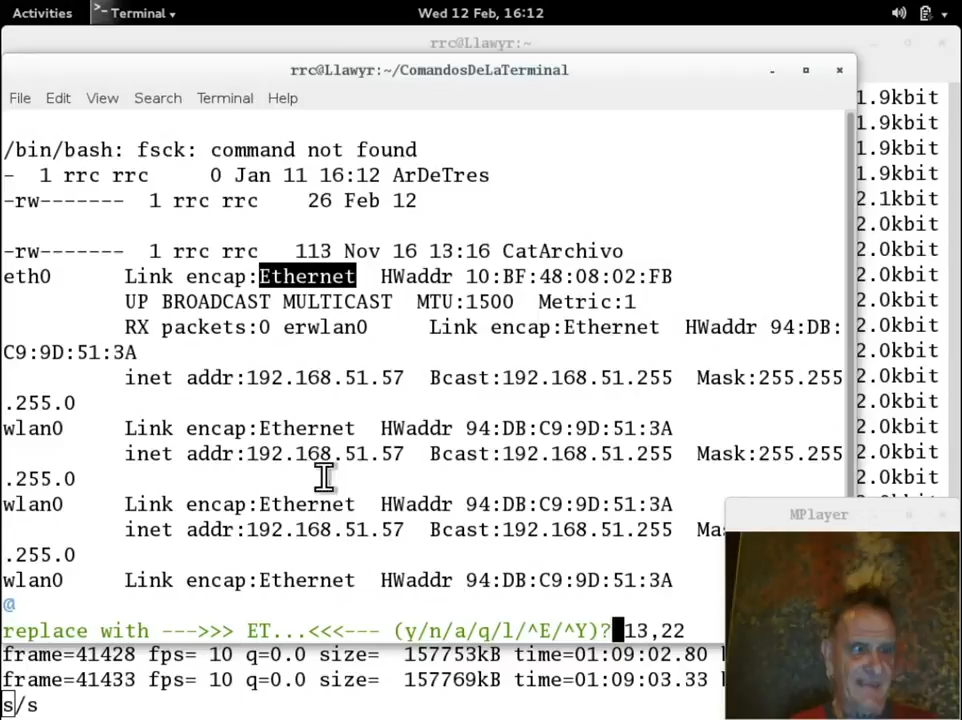 Activities Terminal Wed 12 Feb, 16:12
rrc@Llawyr:~
rrc@Llawyr:~/ComandosDeLaTerminal
File Edit View Search Terminal Help
1.9kbit
1.9kbit
1.9kbit
1.9kbit
2.1kbit
2.0kbit
2.0kbit
2.0kbit
2.0kbit
2.0kbit
2.0kbit
2.0kbit
2.0kbit
2.0kbit
2.0kbit
2.0kbit
/bin/bash: fsck: command not found
- 1 rrc rrc 0 Jan 11 16:12 ArDeTres
-rw------- 1 rrc rrc 26 Feb 12
-rw------- 1 rrc rrc 113 Nov 16 13:16 CatArchivo
eth0 Link encap:Ethernet HWaddr 10:BF:48:08:02:FB
UP BROADCAST MULTICAST MTU:1500 Metric:1
RX packets:0 erwlan0 Link encap:Ethernet HWaddr 94:DB:
C9:9D:51:3A
inet addr:192.168.51.57 Bcast:192.168.51.255 Mask:255.255
.255.0
wlan0 Link encap:Ethernet HWaddr 94:DB:C9:9D:51:3A
inet addr:192.168.51.57 Bcast:192.168.51.255 Mask:255.255
.255.0
wlan0 Link encap:Ethernet HWaddr 94:DB:C9:9D:51:3A
inet addr:192.168.51.57 Bcast:192.168.51.255 Ma
.255.0
wlan0 Link encap:Ethernet HWaddr 94:DB:C9:9D:51:3A
@
replace with --->>> ET...<<<--- (y/n/a/q/l/^E/^Y)? 13,22
MPlayer
frame=41428 fps= 10 q=0.0 size= 157753kB time=01:09:02.80 b
frame=41433 fps= 10 q=0.0 size= 157769kB time=01:09:03.33 b
s/s